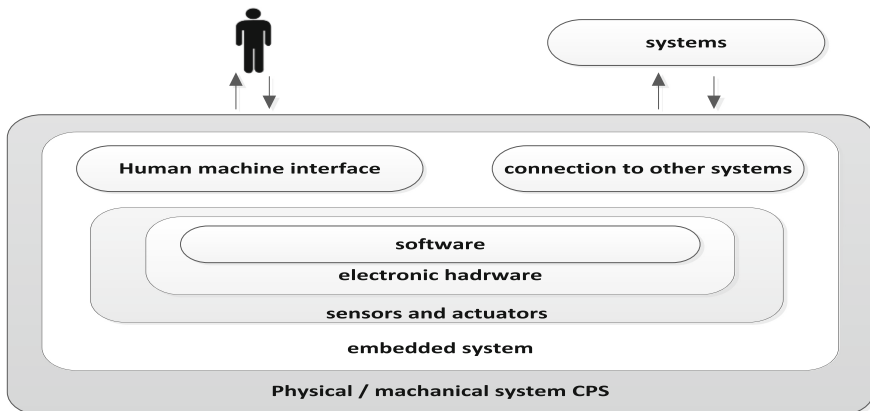 systems
Human machine interface
connection to other systems
software
electronic hadrware
sensors and actuators
embedded system
Physical / machanical system CPS